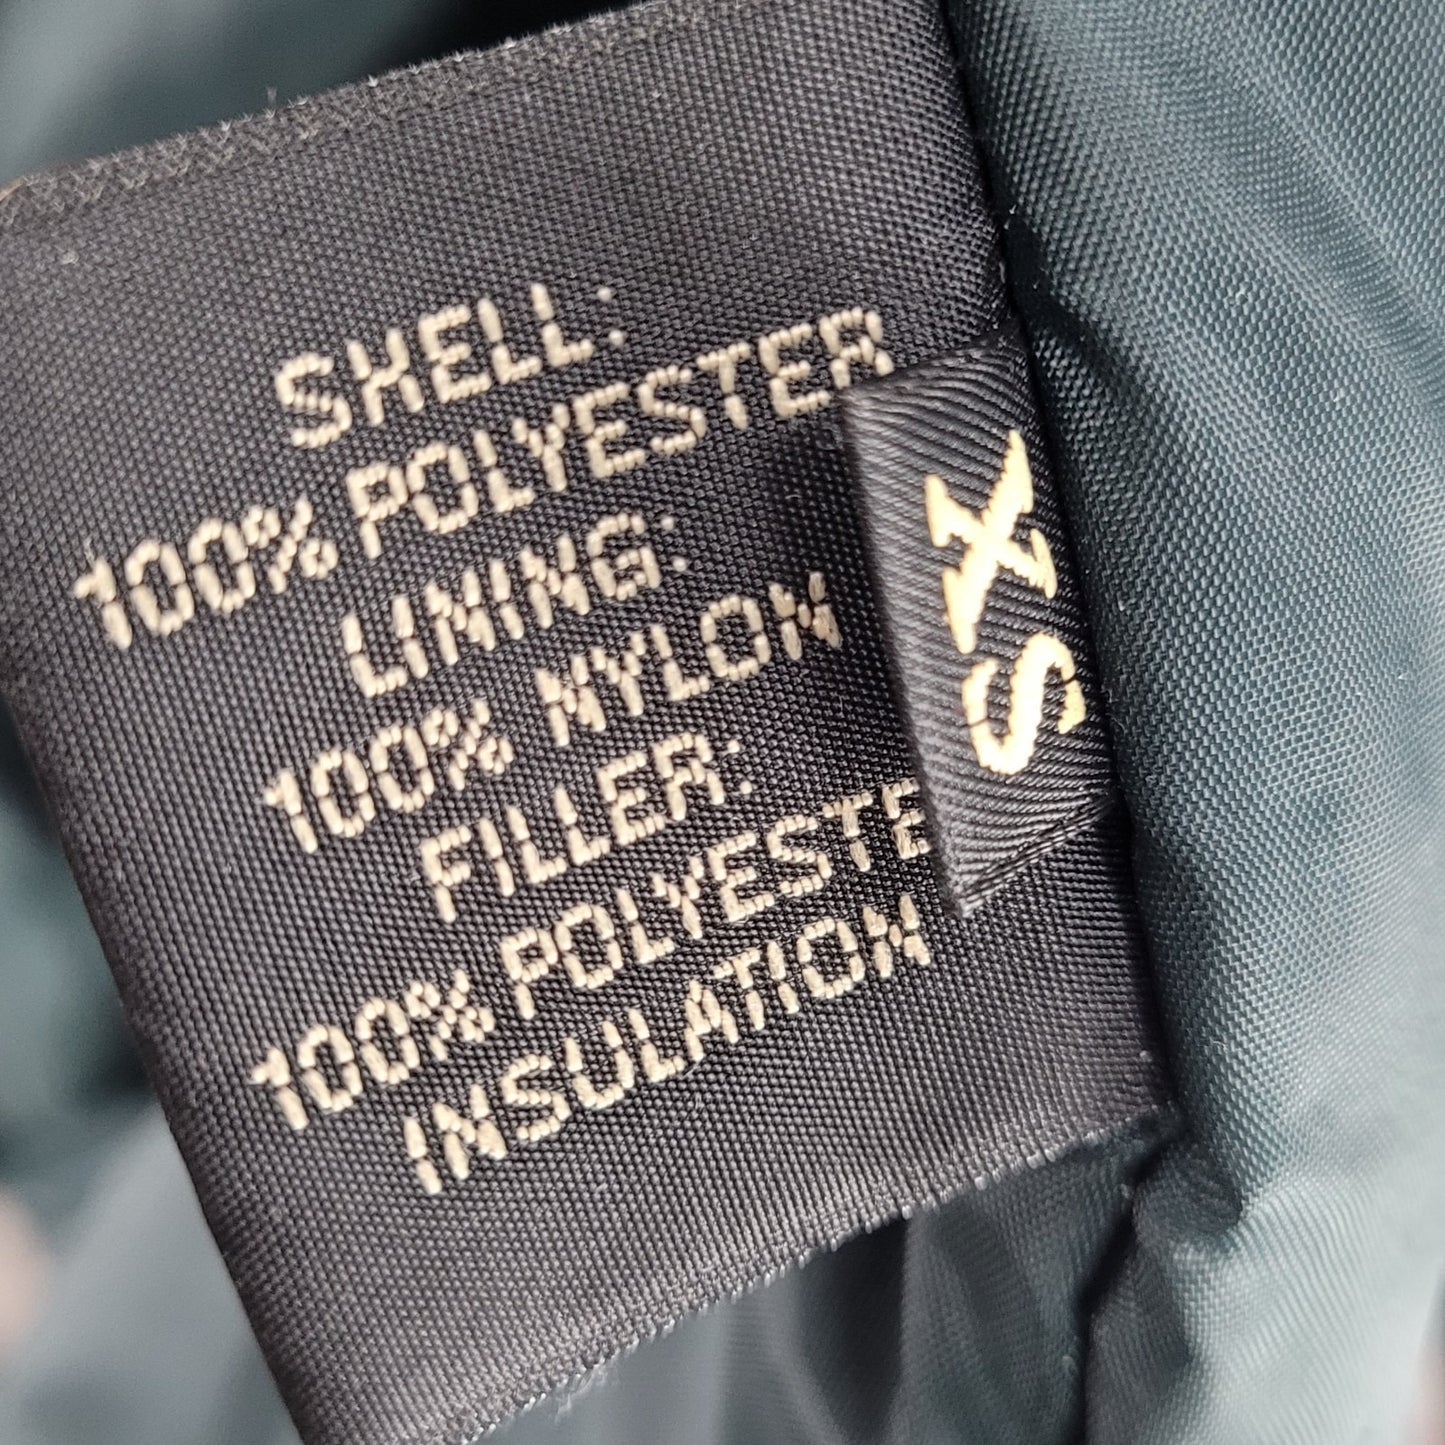 SHELL:
100% POLYESTER
LINING:
100% NYLON
FILLER:
100% POLYESTE
INSULATION
XS